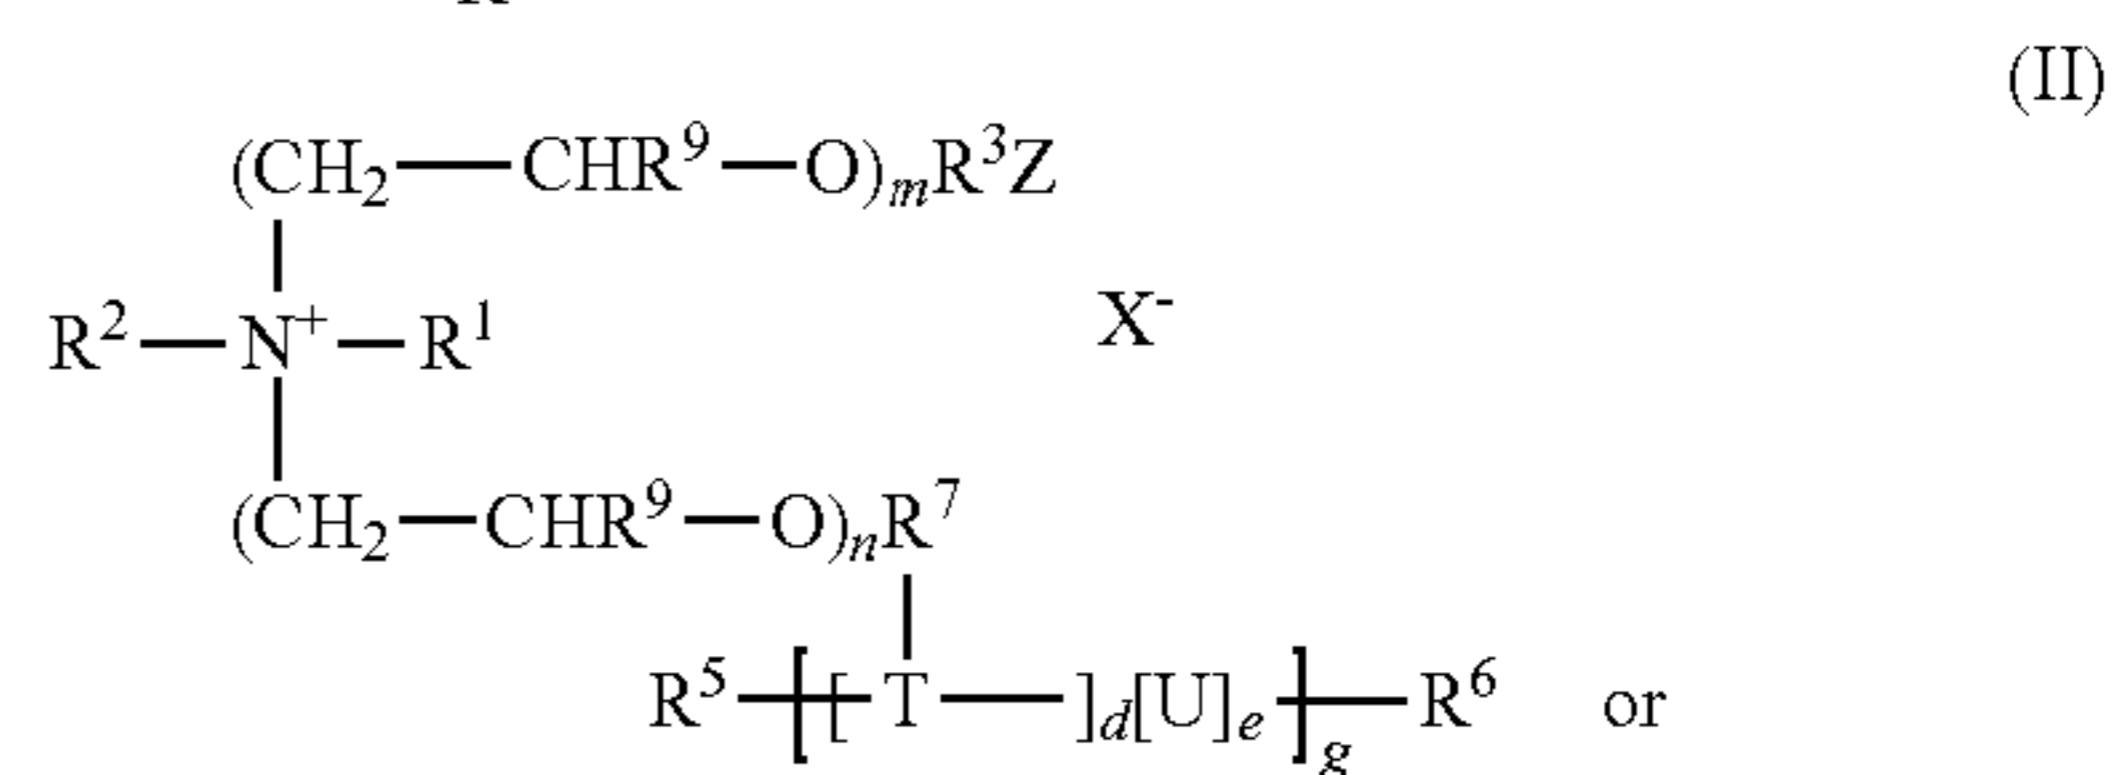 (II)
(CH₂—CHR⁹—O)ₘR³Z
R²—N⁺—R¹ X⁻
(CH₂—CHR⁹—O)ₙR⁷
R⁵—[[T—]d[U]e]g—R⁶ or